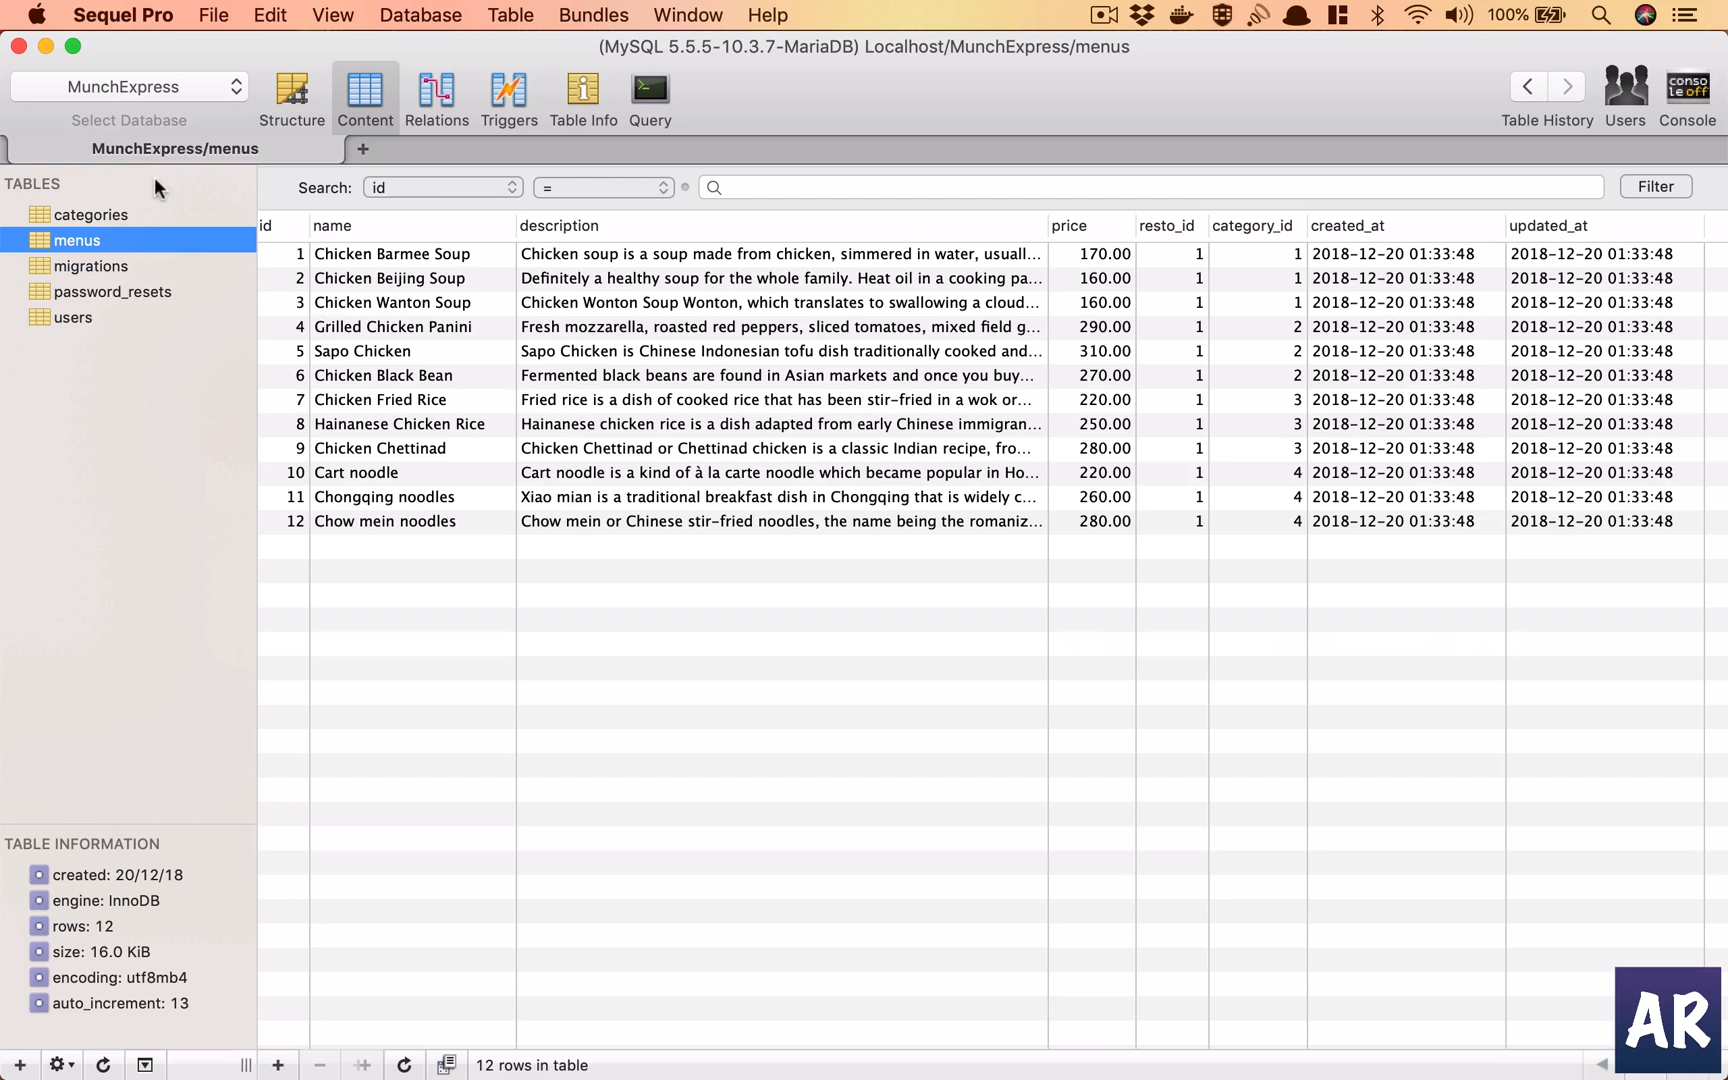 Sequel Pro File Edit View Database Table Bundles Window Help 100%
(MySQL 5.5.5-10.3.7-MariaDB) Localhost/MunchExpress/menus
MunchExpress
conso
le off
Select Database Structure Content Relations Triggers Table Info Query Table History Users Console
MunchExpress/menus +
TABLES
categories
menus
migrations
password_resets
users
Search: id = Filter
id name description price resto_id category_id created_at updated_at
1 Chicken Barmee Soup Chicken soup is a soup made from chicken, simmered in water, usuall... 170.00 1 1 2018-12-20 01:33:48 2018-12-20 01:33:48
2 Chicken Beijing Soup Definitely a healthy soup for the whole family. Heat oil in a cooking pa... 160.00 1 1 2018-12-20 01:33:48 2018-12-20 01:33:48
3 Chicken Wanton Soup Chicken Wonton Soup Wonton, which translates to swallowing a cloud... 160.00 1 1 2018-12-20 01:33:48 2018-12-20 01:33:48
4 Grilled Chicken Panini Fresh mozzarella, roasted red peppers, sliced tomatoes, mixed field g... 290.00 1 2 2018-12-20 01:33:48 2018-12-20 01:33:48
5 Sapo Chicken Sapo Chicken is Chinese Indonesian tofu dish traditionally cooked and... 310.00 1 2 2018-12-20 01:33:48 2018-12-20 01:33:48
6 Chicken Black Bean Fermented black beans are found in Asian markets and once you buy... 270.00 1 2 2018-12-20 01:33:48 2018-12-20 01:33:48
7 Chicken Fried Rice Fried rice is a dish of cooked rice that has been stir-fried in a wok or... 220.00 1 3 2018-12-20 01:33:48 2018-12-20 01:33:48
8 Hainanese Chicken Rice Hainanese chicken rice is a dish adapted from early Chinese immigran... 250.00 1 3 2018-12-20 01:33:48 2018-12-20 01:33:48
9 Chicken Chettinad Chicken Chettinad or Chettinad chicken is a classic Indian recipe, fro... 280.00 1 3 2018-12-20 01:33:48 2018-12-20 01:33:48
10 Cart noodle Cart noodle is a kind of à la carte noodle which became popular in Ho... 220.00 1 4 2018-12-20 01:33:48 2018-12-20 01:33:48
11 Chongqing noodles Xiao mian is a traditional breakfast dish in Chongqing that is widely c... 260.00 1 4 2018-12-20 01:33:48 2018-12-20 01:33:48
12 Chow mein noodles Chow mein or Chinese stir-fried noodles, the name being the romaniz... 280.00 1 4 2018-12-20 01:33:48 2018-12-20 01:33:48
TABLE INFORMATION
created: 20/12/18
engine: InnoDB
rows: 12
size: 16.0 KiB
encoding: utf8mb4
auto_increment: 13
12 rows in table
AR